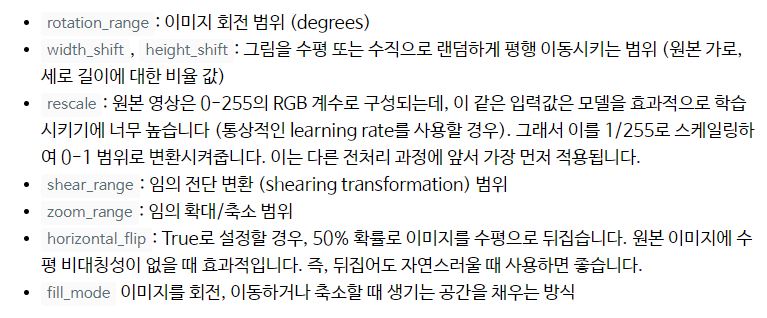 • rotation_range : 이미지 회전 범위 (degrees)
• width_shift , height_shift : 그림을 수평 또는 수직으로 랜덤하게 평행 이동시키는 범위 (원본 가로,
세로 길이에 대한 비율 값)
• rescale : 원본 영상은 0-255의 RGB 계수로 구성되는데, 이 같은 입력값은 모델을 효과적으로 학습
시키기에 너무 높습니다 (통상적인 learning rate를 사용할 경우). 그래서 이를 1/255로 스케일링하
여 0-1 범위로 변환시켜줍니다. 이는 다른 전처리 과정에 앞서 가장 먼저 적용됩니다.
• shear_range : 임의 전단 변환 (shearing transformation) 범위
• zoom_range : 임의 확대/축소 범위
• horizontal_flip : True로 설정할 경우, 50% 확률로 이미지를 수평으로 뒤집습니다. 원본 이미지에 수
평 비대칭성이 없을 때 효과적입니다. 즉, 뒤집어도 자연스러울 때 사용하면 좋습니다.
• fill_mode 이미지를 회전, 이동하거나 축소할 때 생기는 공간을 채우는 방식